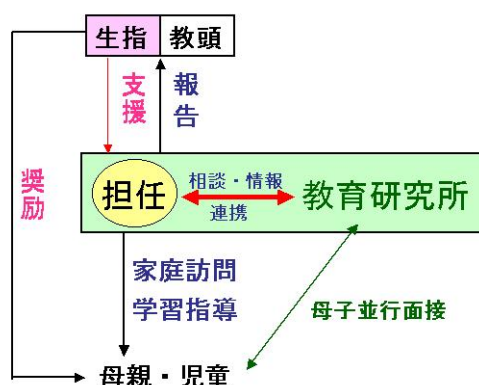 生指 教頭
支援
報告
奨励
担任
相談・情報
連携
教育研究所
家庭訪問
学習指導
母子並行面接
母親・児童